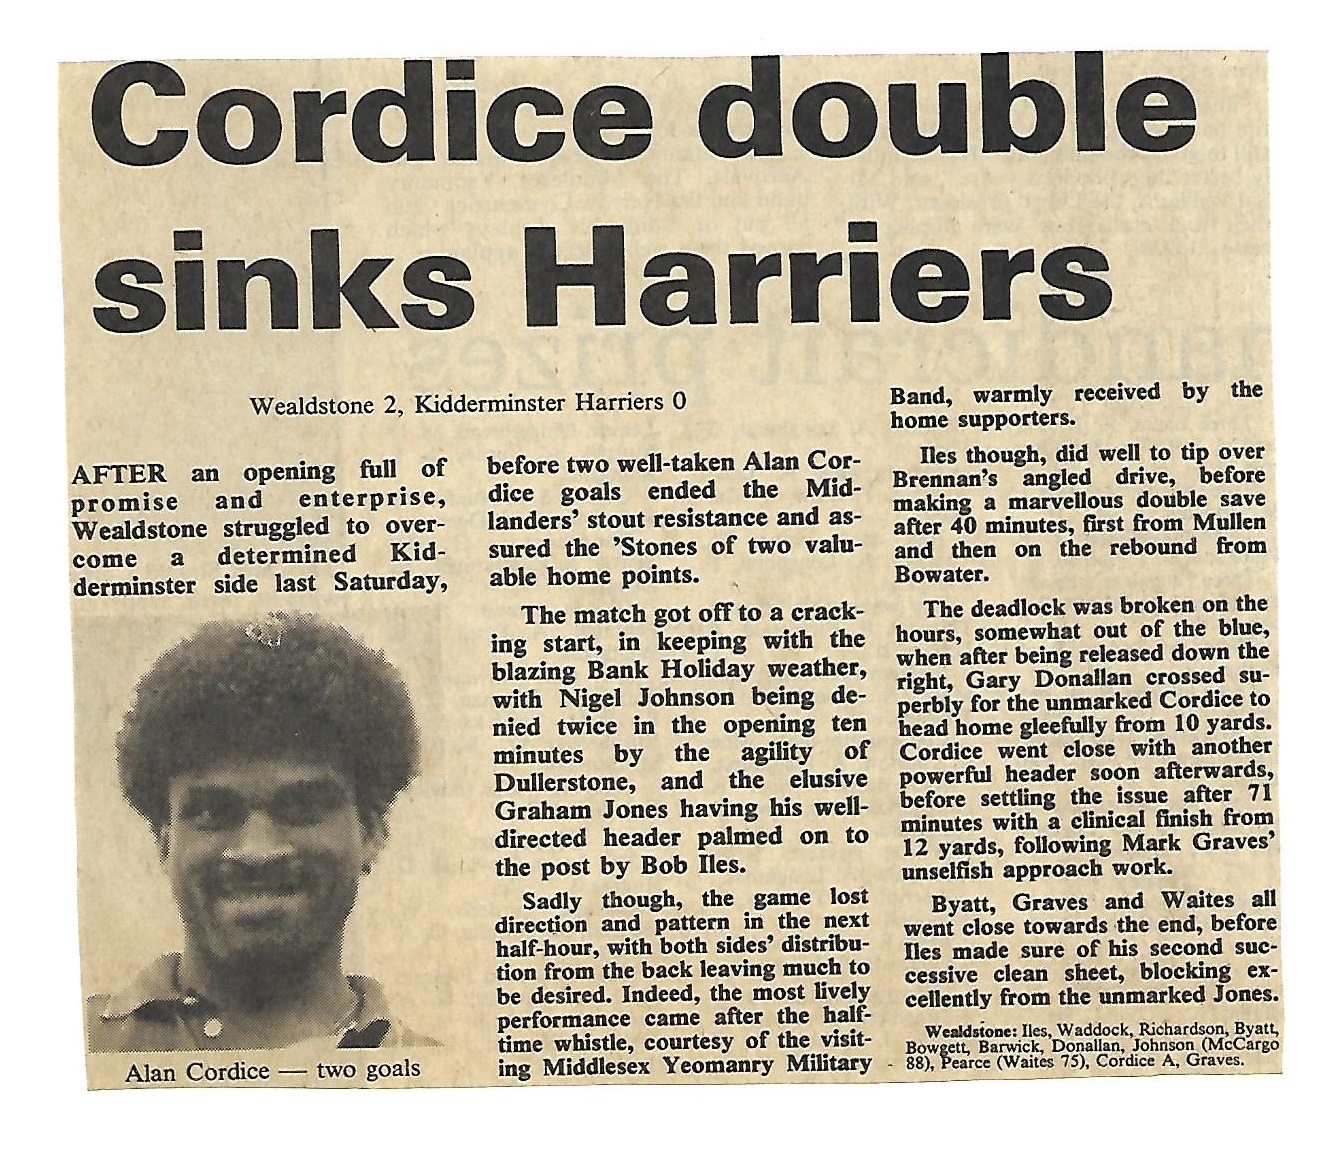 Cordice double
sinks Harriers
Wealdstone 2, Kidderminster Harriers 0
AFTER an opening full of
promise and enterprise,
Wealdstone struggled to over-
come a determined Kid-
derminster side last Saturday,
Alan Cordice — two goals
before two well-taken Alan Cor-
dice goals ended the Mid-
landers' stout resistance and as-
sured the 'Stones of two valu-
able home points.
The match got off to a crack-
ing start, in keeping with the
blazing Bank Holiday weather,
with Nigel Johnson being de-
nied twice in the opening ten
minutes by the agility of
Dullerstone, and the elusive
Graham Jones having his well-
directed header palmed on to
the post by Bob Iles.
Sadly though, the game lost
direction and pattern in the next
half-hour, with both sides' distribu-
tion from the back leaving much to
be desired. Indeed, the most lively
performance came after the half-
time whistle, courtesy of the visit-
ing Middlesex Yeomanry Military
Band, warmly received by the
home supporters.
Iles though, did well to tip over
Brennan's angled drive, before
making a marvellous double save
after 40 minutes, first from Mullen
and then on the rebound from
Bowater.
The deadlock was broken on the
hours, somewhat out of the blue,
when after being released down the
right, Gary Donallan crossed su-
perbly for the unmarked Cordice to
head home gleefully from 10 yards.
Cordice went close with another
powerful header soon afterwards,
before settling the issue after 71
minutes with a clinical finish from
12 yards, following Mark Graves'
unselfish approach work.
Byatt, Graves and Waites all
went close towards the end, before
Iles made sure of his second suc-
cessive clean sheet, blocking ex-
cellently from the unmarked Jones.
Wealdstone: Iles, Waddock, Richardson, Byatt,
Bowgett, Barwick, Donallan, Johnson (McCargo
88), Pearce (Waites 75), Cordice A, Graves.